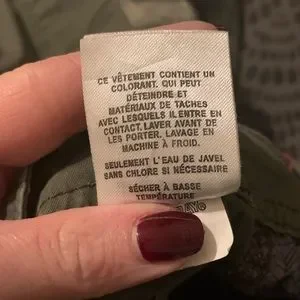 CE VÊTEMENT CONTIENT UN
COLORANT, QUI PEUT
DÉTEINDRE ET
MATÉRIAUX DE TACHES
AVEC LESQUELS IL ENTRE EN
CONTACT. LAVER AVANT DE
LES PORTER. LAVAGE EN
MACHINE À FROID.
SEULEMENT L'EAU DE JAVEL
SANS CHLORE SI NÉCESSAIRE
SÉCHER À BASSE
TEMPÉRATURE